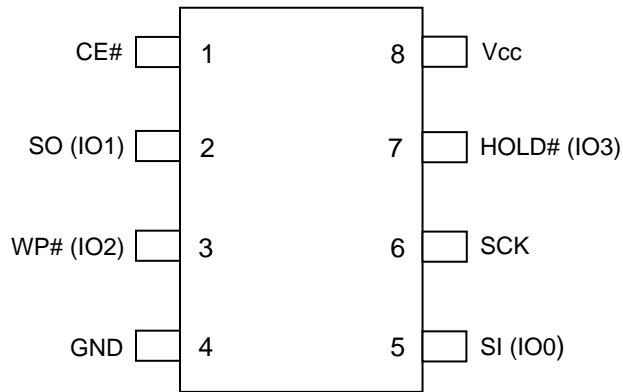 CE# 1 8 Vcc
SO (IO1) 2 7 HOLD# (IO3)
WP# (IO2) 3 6 SCK
GND 4 5 SI (IO0)